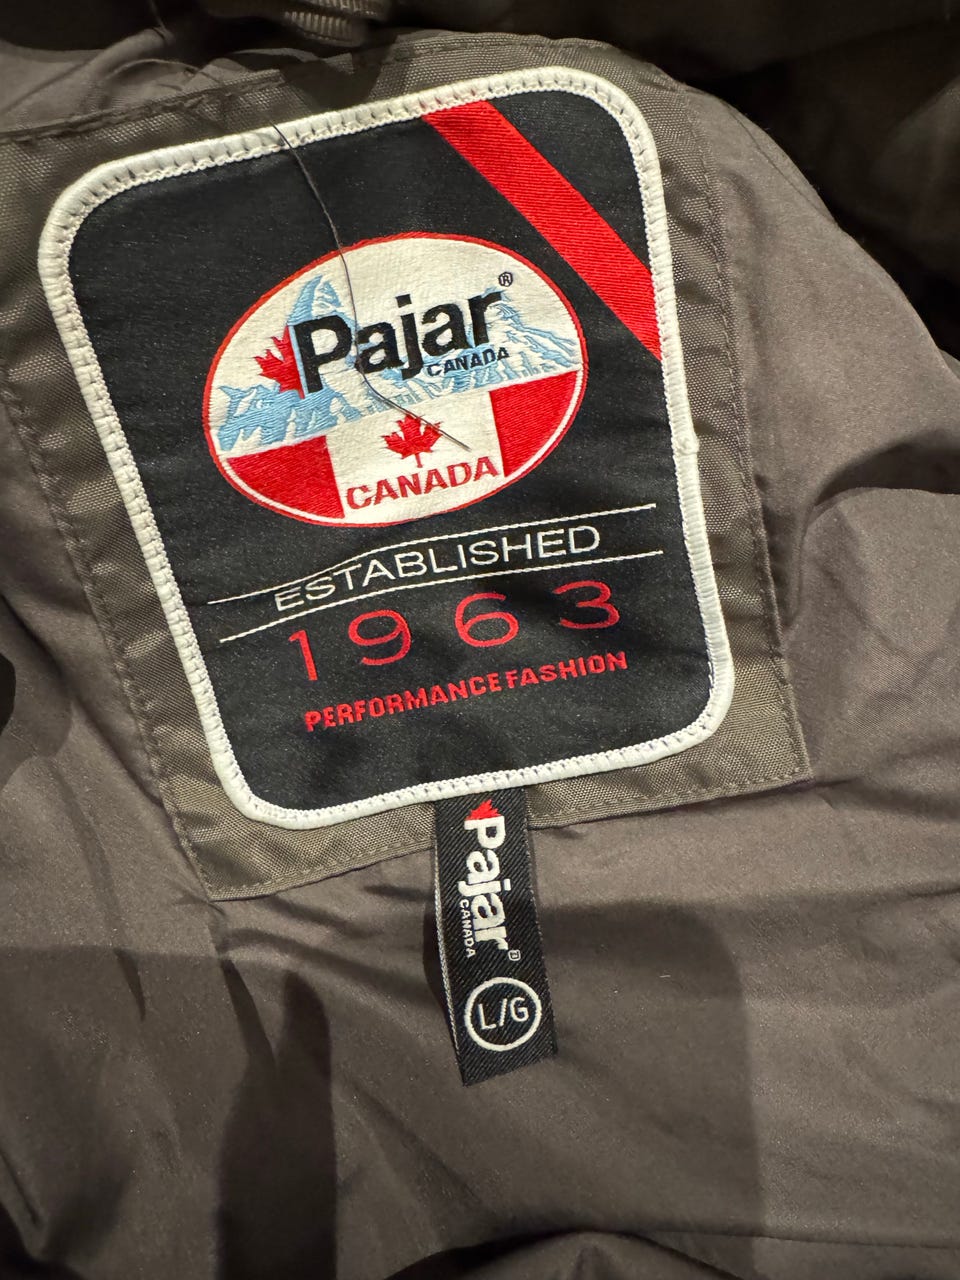 Pajar®
CANADA
CANADA
ESTABLISHED
1963
PERFORMANCE FASHION
Pajar®
CANADA
L/G